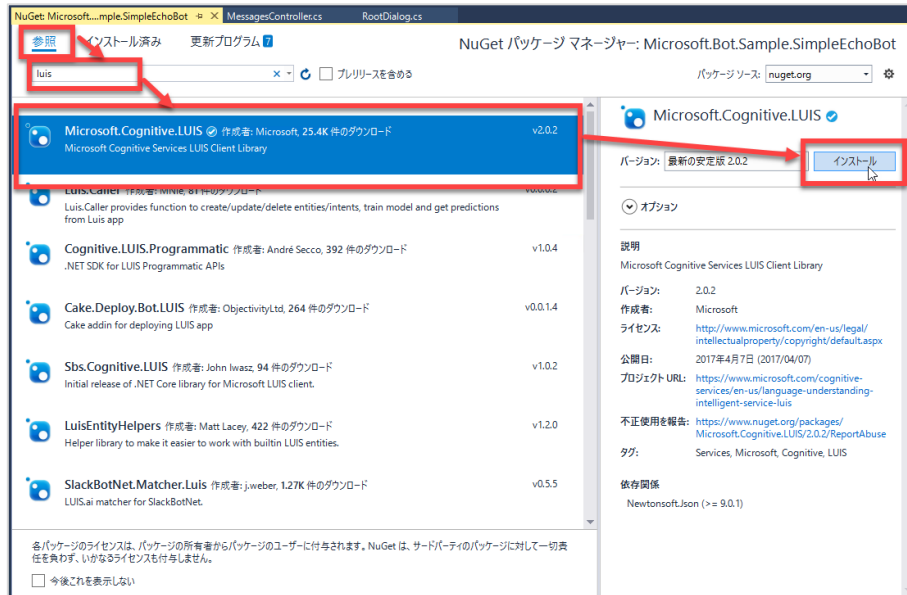 NuGet: Microsoft....mple.SimpleEchoBot
MessagesController.cs
RootDialog.cs
参照
インストール済み
更新プログラム 7
NuGet パッケージ マネージャー: Microsoft.Bot.Sample.SimpleEchoBot
luis
プレリリースを含める
パッケージ ソース: nuget.org
Microsoft.Cognitive.LUIS 作成者: Microsoft, 25.4K 件のダウンロード v2.0.2
Microsoft Cognitive Services LUIS Client Library
Luis.Caller 作成者: MNie, 81 件のダウンロード v0.0.0.2
Luis.Caller provides function to create/update/delete entities/intents, train model and get predictions
from Luis app
Cognitive.LUIS.Programmatic 作成者: André Secco, 392 件のダウンロード v1.0.4
.NET SDK for LUIS Programmatic APIs
Cake.Deploy.Bot.LUIS 作成者: ObjectivityLtd, 264 件のダウンロード v0.0.1.4
Cake addin for deploying LUIS app
Sbs.Cognitive.LUIS 作成者: John Iwasz, 94 件のダウンロード v1.0.2
Initial release of .NET Core library for Microsoft LUIS client.
LuisEntityHelpers 作成者: Matt Lacey, 422 件のダウンロード v1.2.0
Helper library to make it easier to work with builtin LUIS entities.
SlackBotNet.Matcher.Luis 作成者: j.weber, 1.27K 件のダウンロード v0.5.5
LUIS.ai matcher for SlackBotNet.
各パッケージのライセンスは、パッケージの所有者からパッケージのユーザーに付与されます。NuGet は、サードパーティのパッケージに対して一切責
任を負わず、いかなるライセンスも付与しません。
今後これを表示しない
Microsoft.Cognitive.LUIS
バージョン: 最新の安定版 2.0.2
インストール
オプション
説明
Microsoft Cognitive Services LUIS Client Library
バージョン: 2.0.2
作成者: Microsoft
ライセンス: http://www.microsoft.com/en-us/legal/
intellectualproperty/copyright/default.aspx
公開日: 2017年4月7日 (2017/04/07)
プロジェクト URL: https://www.microsoft.com/cognitive-
services/en-us/language-understanding-
intelligent-service-luis
不正使用を報告: https://www.nuget.org/packages/
Microsoft.Cognitive.LUIS/2.0.2/ReportAbuse
タグ: Services, Microsoft, Cognitive, LUIS
依存関係
Newtonsoft.Json (>= 9.0.1)